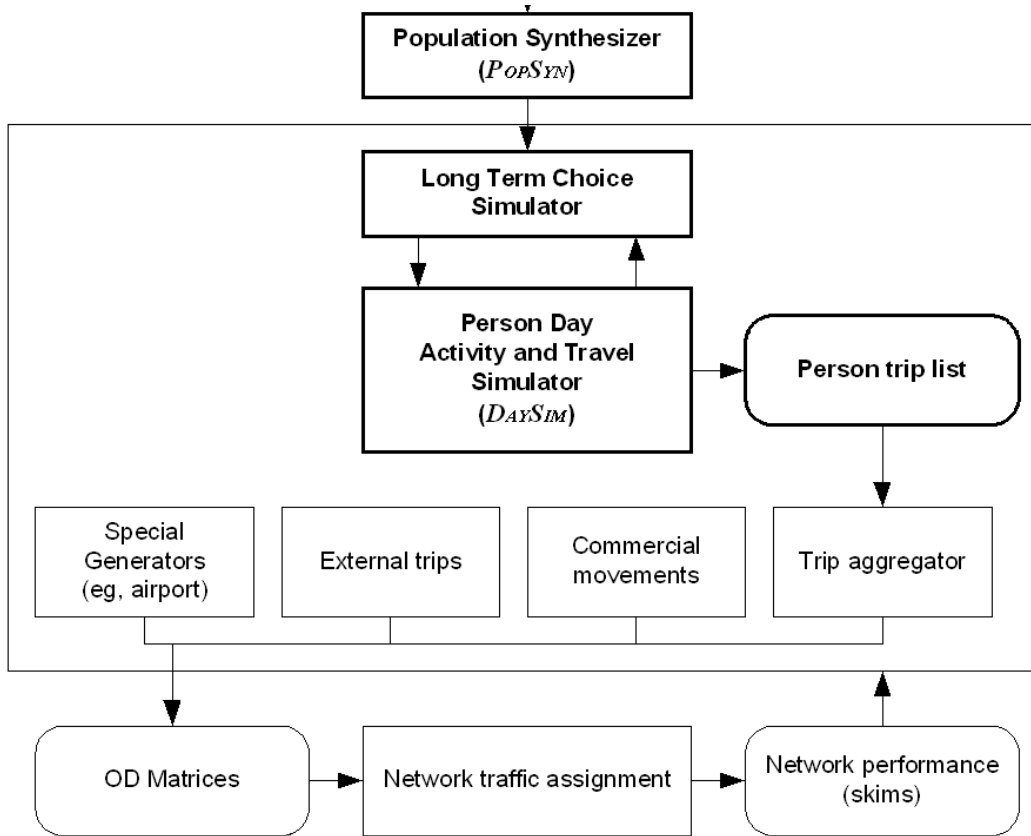 Population Synthesizer
(POPSYN)
Long Term Choice
Simulator
Person Day
Activity and Travel
Simulator
(DAYSIM)
Person trip list
Special
Generators
(eg, airport)
External trips
Commercial
movements
Trip aggregator
OD Matrices
Network traffic assignment
Network performance
(skims)